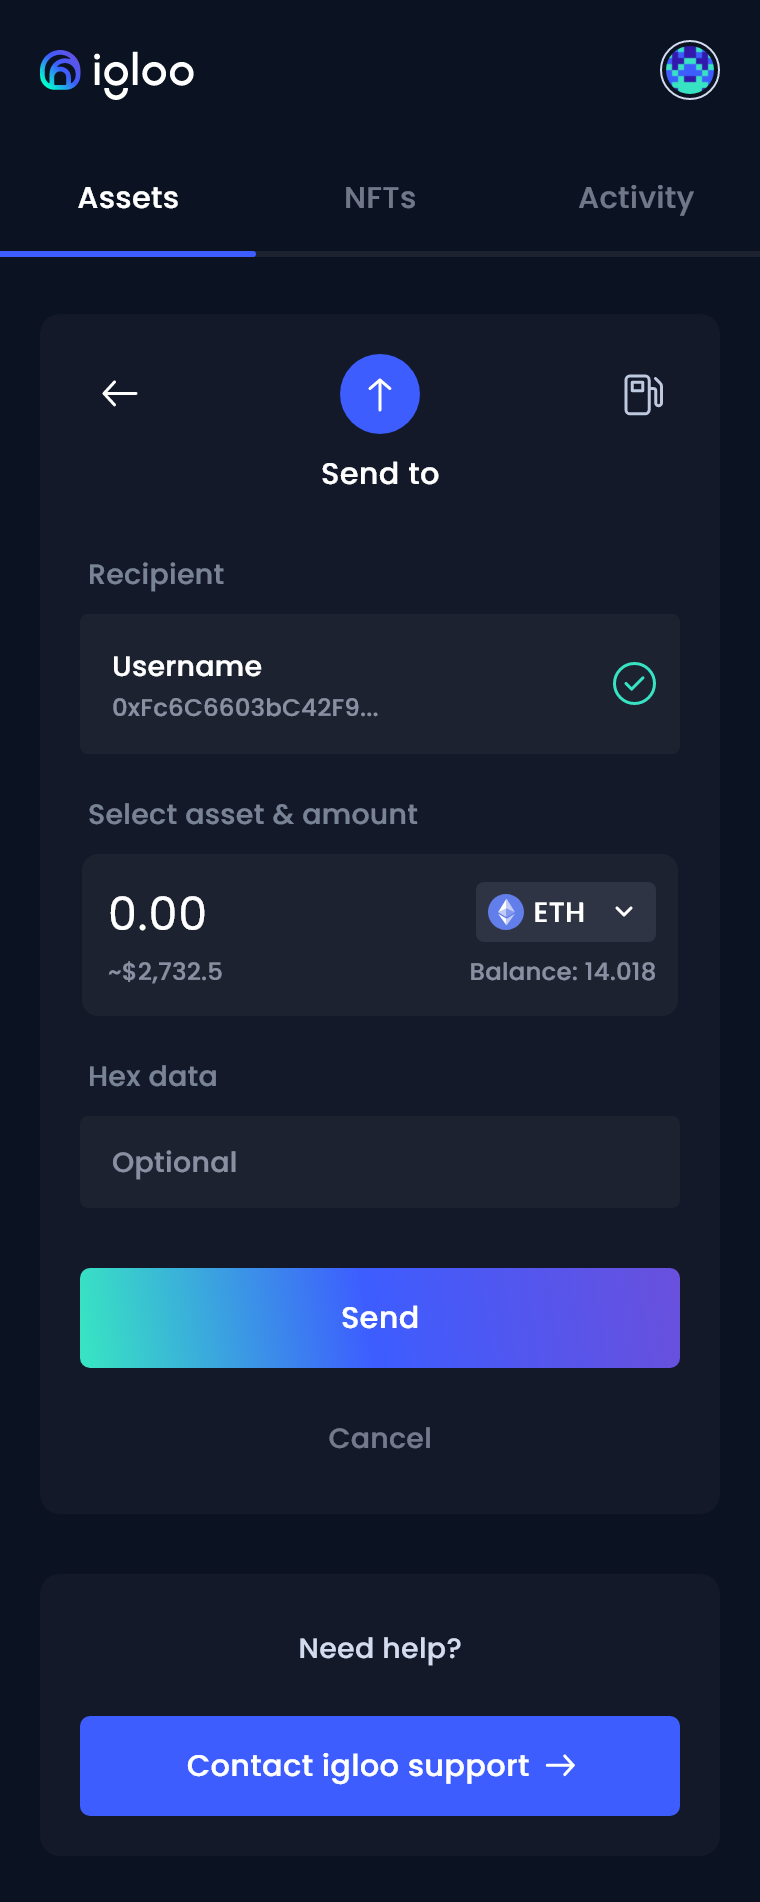 igloo
Assets NFTs Activity
Send to
Recipient
Username
0xFc6C6603bC42F9...
Select asset & amount
0.00 ETH
~$2,732.5 Balance: 14.018
Hex data
Optional
Send
Cancel
Need help?
Contact igloo support →